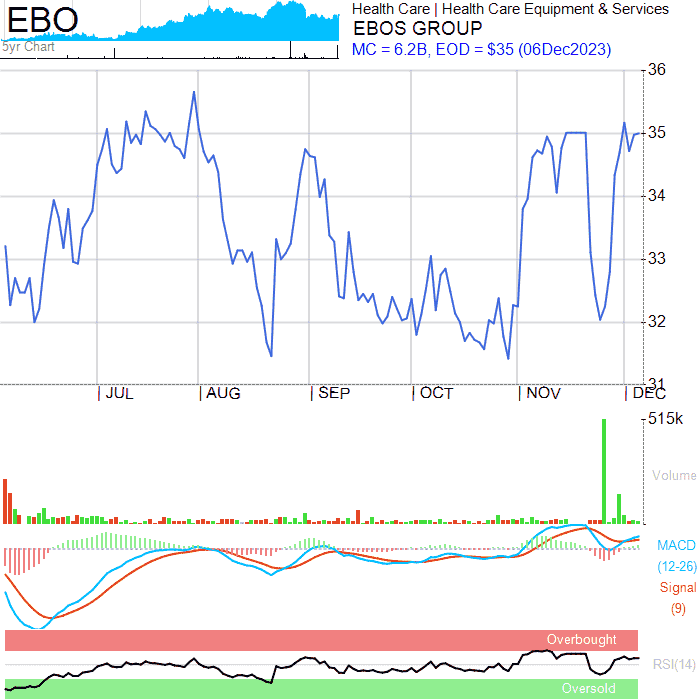 EBO
5yr Chart
Health Care | Health Care Equipment & Services
EBOS GROUP
MC = 6.2B, EOD = $35 (06Dec2023)
36
35
34
33
32
31
JUL AUG SEP OCT NOV DEC
515k
Volume
MACD
(12-26)
Signal
(9)
Overbought
RSI(14)
Oversold